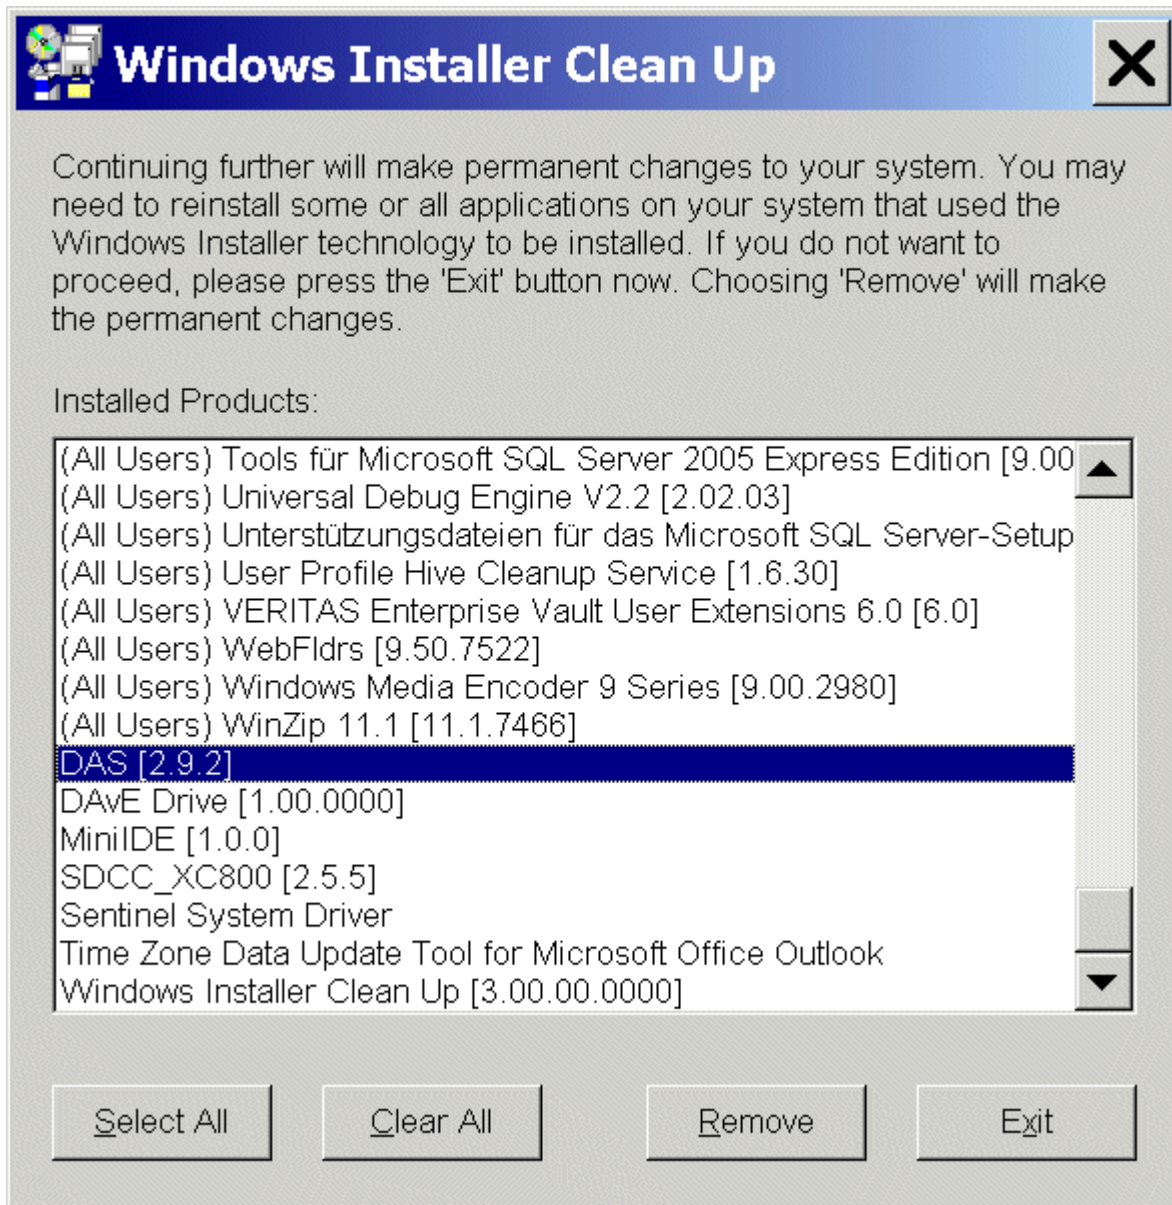 Windows Installer Clean Up
Continuing further will make permanent changes to your system. You may
need to reinstall some or all applications on your system that used the
Windows Installer technology to be installed. If you do not want to
proceed, please press the 'Exit' button now. Choosing 'Remove' will make
the permanent changes.
Installed Products:
(All Users) Tools für Microsoft SQL Server 2005 Express Edition [9.00
(All Users) Universal Debug Engine V2.2 [2.02.03]
(All Users) Unterstützungsdateien für das Microsoft SQL Server-Setup
(All Users) User Profile Hive Cleanup Service [1.6.30]
(All Users) VERITAS Enterprise Vault User Extensions 6.0 [6.0]
(All Users) WebFldrs [9.50.7522]
(All Users) Windows Media Encoder 9 Series [9.00.2980]
(All Users) WinZip 11.1 [11.1.7466]
DAS [2.9.2]
DAvE Drive [1.00.0000]
MiniIDE [1.0.0]
SDCC_XC800 [2.5.5]
Sentinel System Driver
Time Zone Data Update Tool for Microsoft Office Outlook
Windows Installer Clean Up [3.00.00.0000]
Select All Clear All Remove Exit